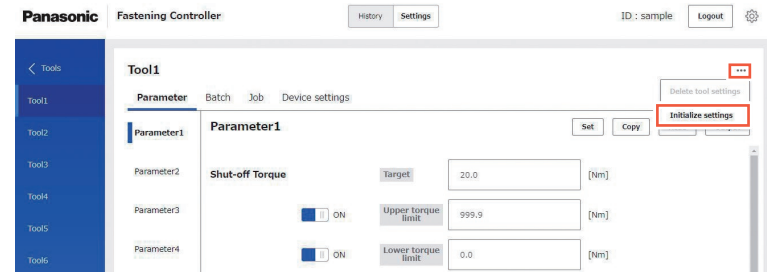 Panasonic Fastening Controller History Settings ID : sample Logout
< Tools
Tool1 ...
Delete tool settings
Parameter Batch Job Device settings
Tool1
Initialize settings
Parameter1 Parameter1 Set Copy
Tool2
Tool3 Parameter2 Shut-off Torque Target 20.0 [Nm]
Tool4
Parameter3 ON Upper torque limit 999.9 [Nm]
Tool5
Parameter4 ON Lower torque limit 0.0 [Nm]
Tool6